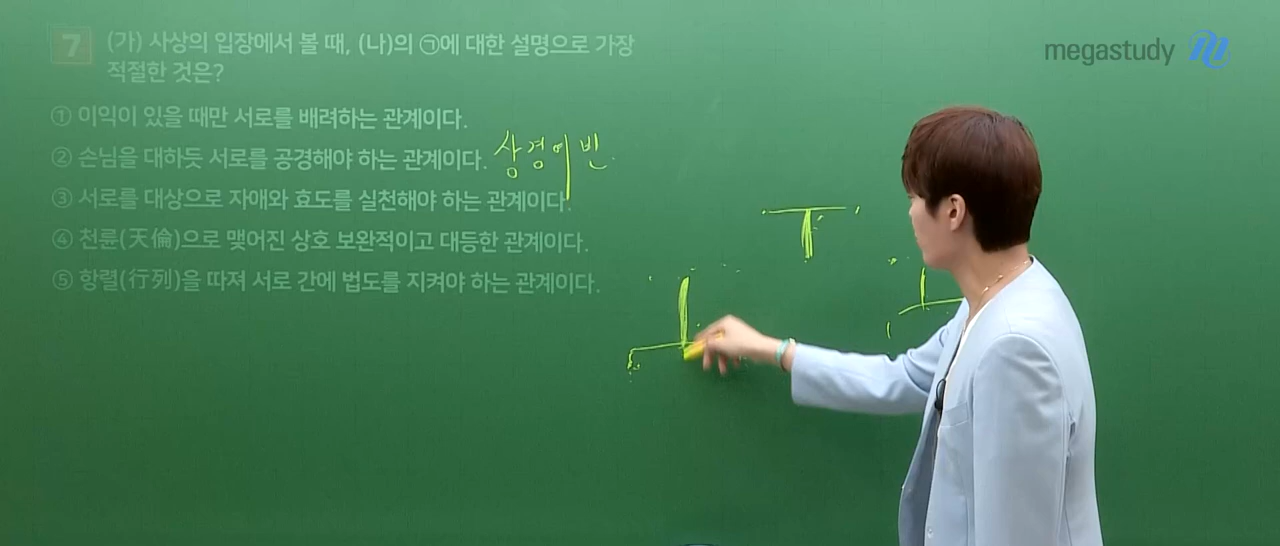 7 (가) 사상의 입장에서 볼 때, (나)의 ㉠에 대한 설명으로 가장
적절한 것은?
① 이익이 있을 때만 서로를 배려하는 관계이다.
② 손님을 대하듯 서로를 공경해야 하는 관계이다. 상경여빈.
③ 서로를 대상으로 자애와 효도를 실천해야 하는 관계이다.
④ 천륜(天倫)으로 맺어진 상호 보완적이고 대등한 관계이다.
⑤ 항렬(行列)을 따져 서로 간에 법도를 지켜야 하는 관계이다.
megastudy